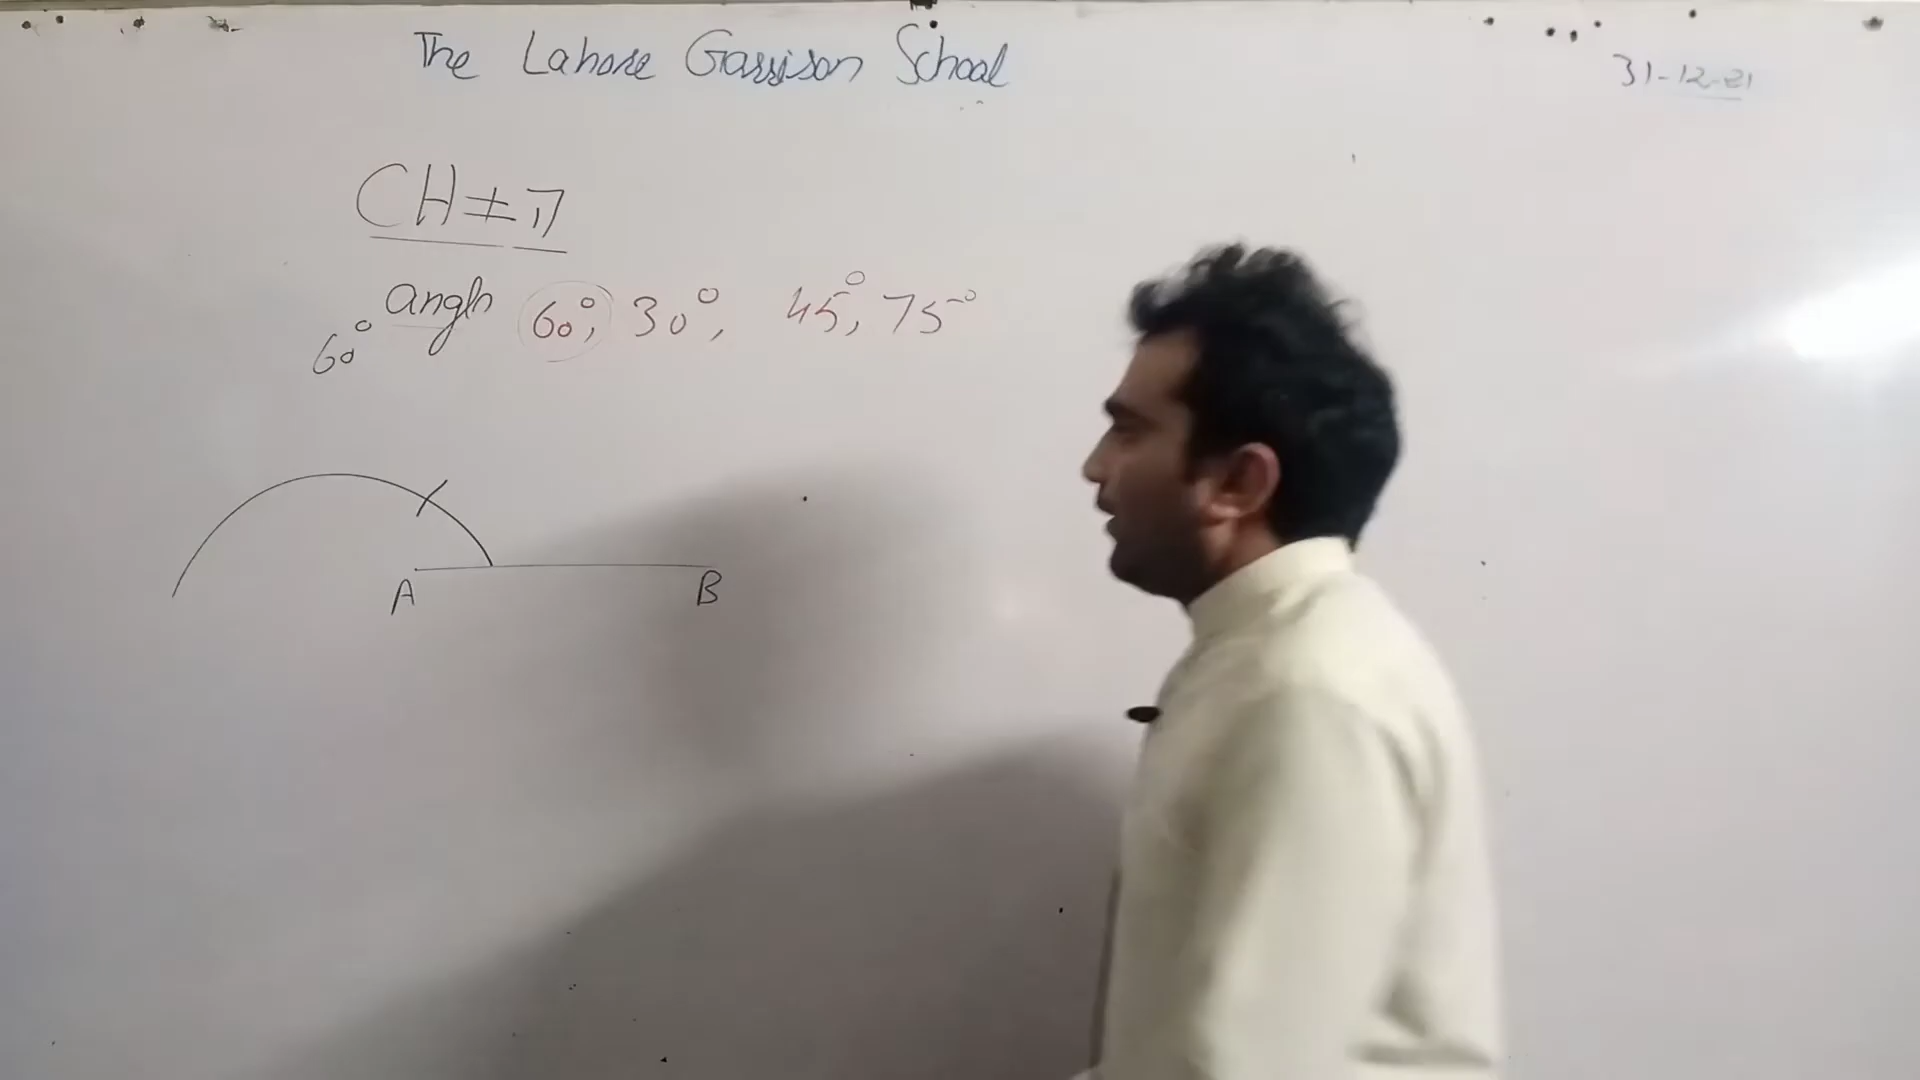 The Lahore Garrison School
31-12-21
CH # 17
angle 60°, 30°, 45°, 75°
60°
A B